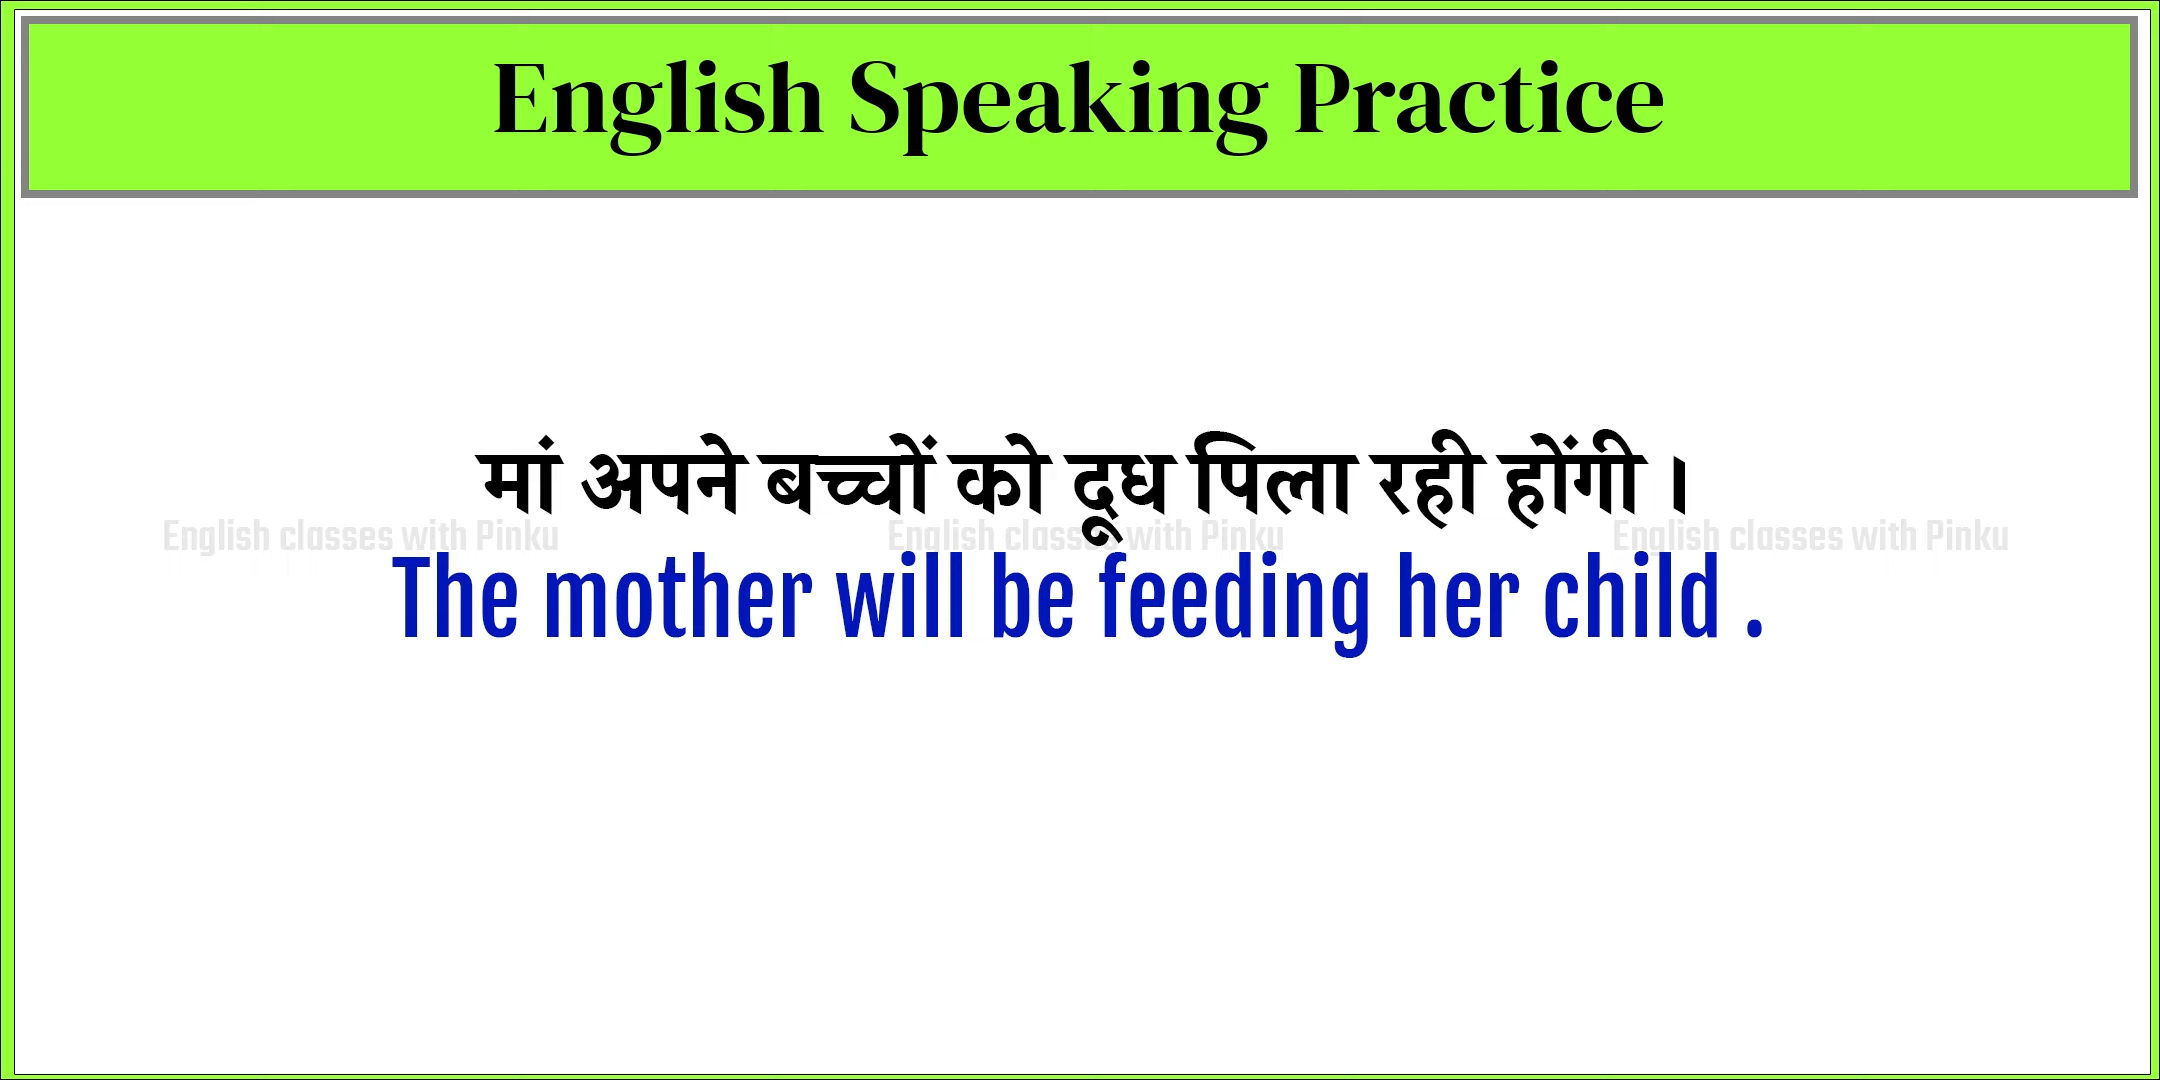 English Speaking Practice
मां अपने बच्चों को दूध पिला रही होंगी ।
English classes with Pinku English classes with Pinku English classes with Pinku
The mother will be feeding her child .